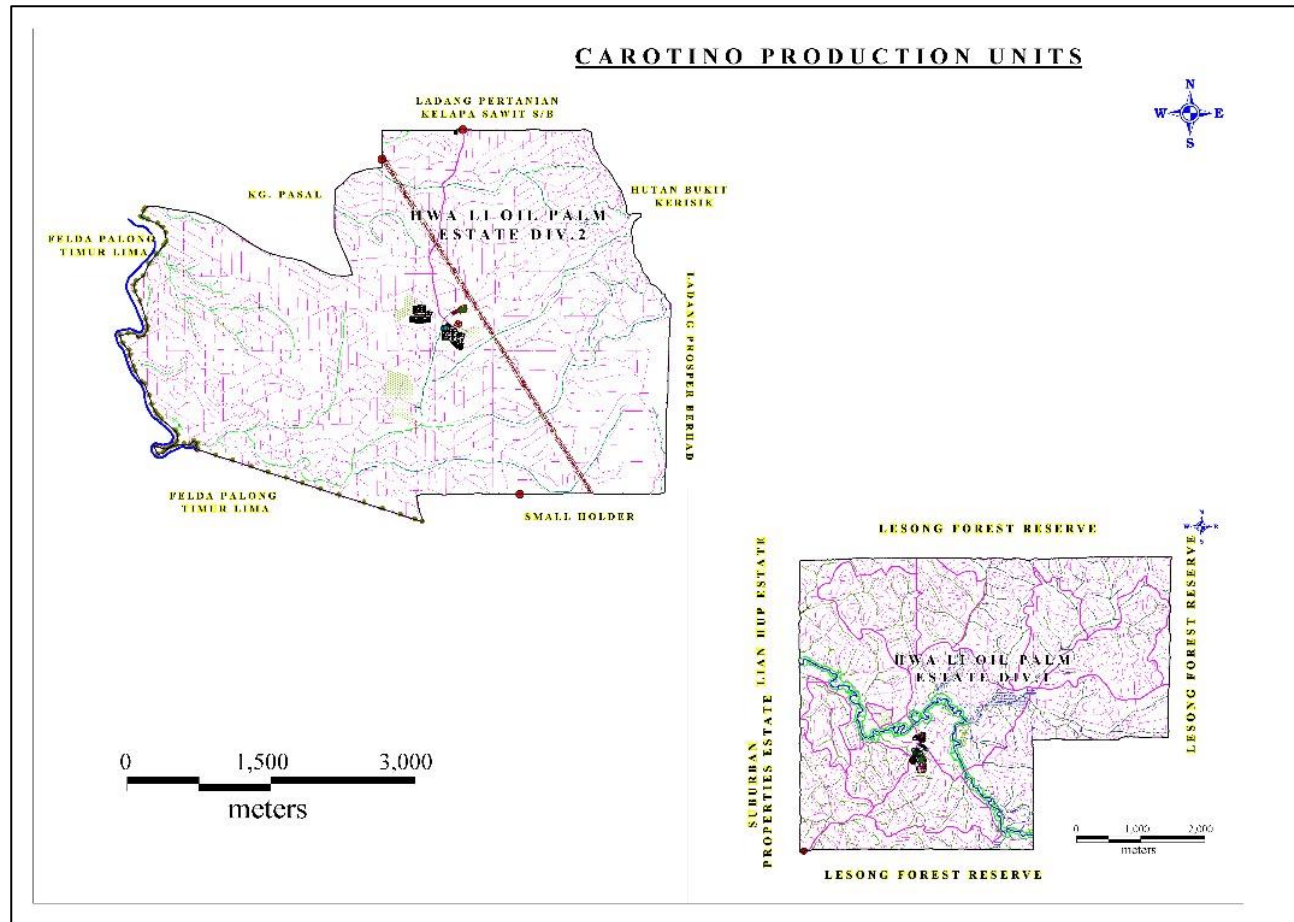 CAROTINO PRODUCTION UNITS
N
W E
S
LADANG PERTANIAN
KELAPA SAWIT S/B
KG. PASAL
HUTAN BUKIT
KERISIK
HWA LI OIL PALM
ESTATE DIV.2
FELDA PALONG
TIMUR LIMA
LADANG PROSPER BERHAD
FELDA PALONG
TIMUR LIMA
SMALL HOLDER
0 1,500 3,000
meters
LESONG FOREST RESERVE
N
W E
S
SUBURBAN
PROPERTIES ESTATE LIAN HUP ESTATE
LESONG FOREST RESERVE
HWA LI OIL PALM
ESTATE DIV.1
0 1,000 2,000
meters
LESONG FOREST RESERVE